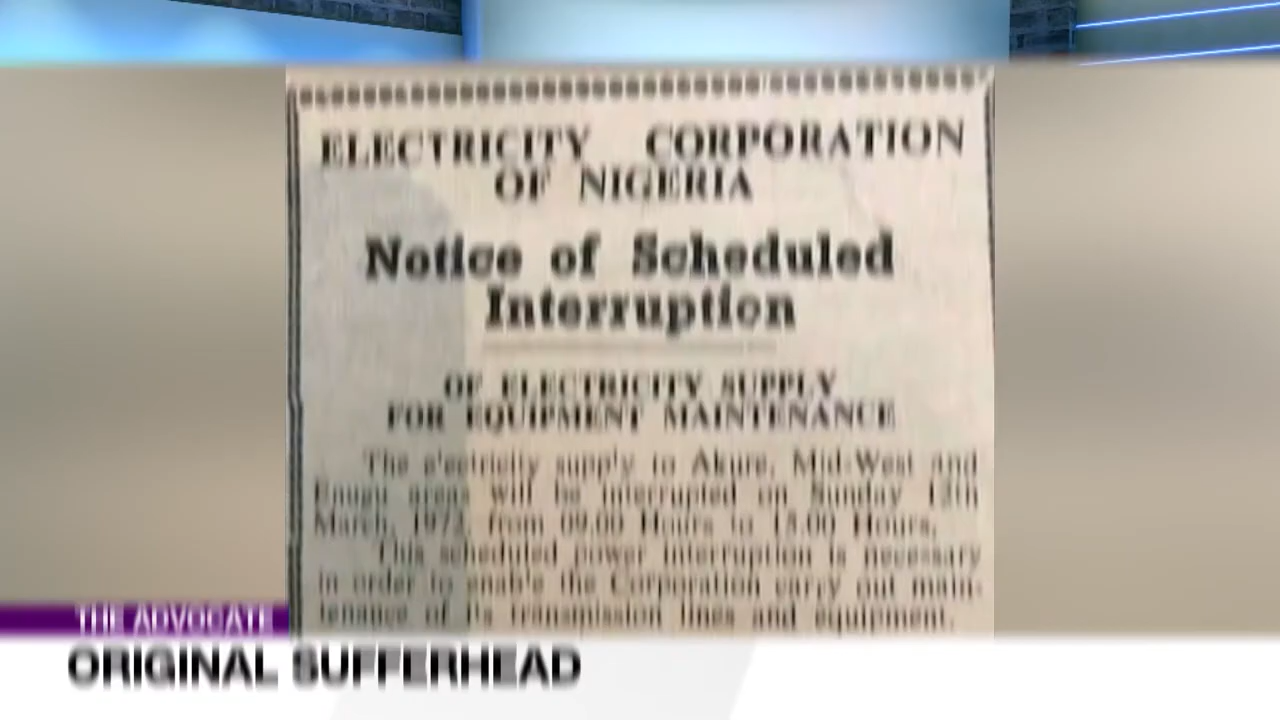 ELECTRICITY CORPORATION
OF NIGERIA
Notice of Scheduled
Interruption
OF ELECTRICITY SUPPLY
FOR EQUIPMENT MAINTENANCE
The electricity supply to Akure, Mid-West and
Enugu areas will be interrupted on Sunday 12th
March, 1972 from 09.00 Hours to 15.00 Hours.
This scheduled power interruption is necessary
in order to enable the Corporation carry out main-
tenance of its transmission lines and equipment.
THE ADVOCATE
ORIGINAL SUFFERHEAD